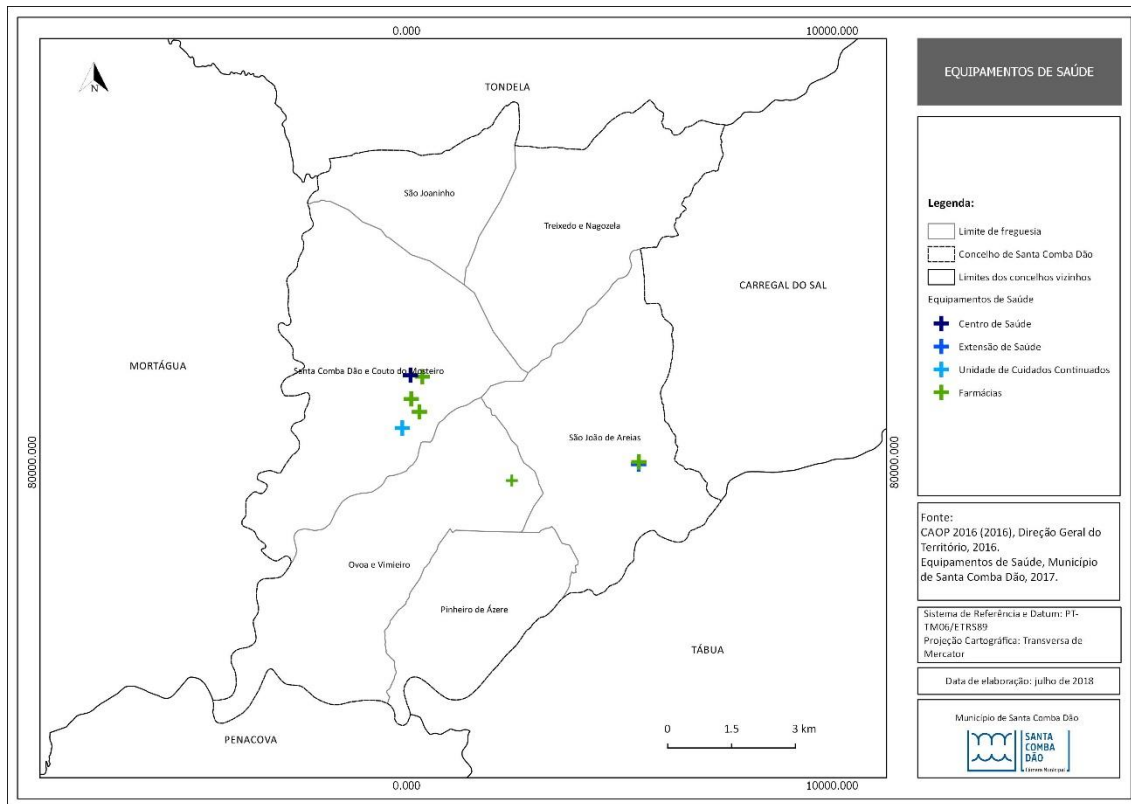 0.000
10000.000
N
TONDELA
São Joaninho
Treixedo e Nagozela
CARREGAL DO SAL
MORTÁGUA
Santa Comba Dão e Couto do Mosteiro
São João de Areias
80000.000
80000.000
Ovoa e Vimieiro
Pinheiro de Ázere
TÁBUA
PENACOVA
0 1.5 3 km
0.000
10000.000
EQUIPAMENTOS DE SAÚDE
Legenda:
Limite de freguesia
Concelho de Santa Comba Dão
Limites dos concelhos vizinhos
Equipamentos de Saúde
Centro de Saúde
Extensão de Saúde
Unidade de Cuidados Continuados
Farmácias
Fonte:
CAOP 2016 (2016), Direção Geral do
Território, 2016.
Equipamentos de Saúde, Município
de Santa Comba Dão, 2017.
Sistema de Referência e Datum: PT-
TM06/ETRS89
Projeção Cartográfica: Transversa de
Mercator
Data de elaboração: julho de 2018
Município de Santa Comba Dão
SANTA
COMBA
DÃO
Câmara Municipal